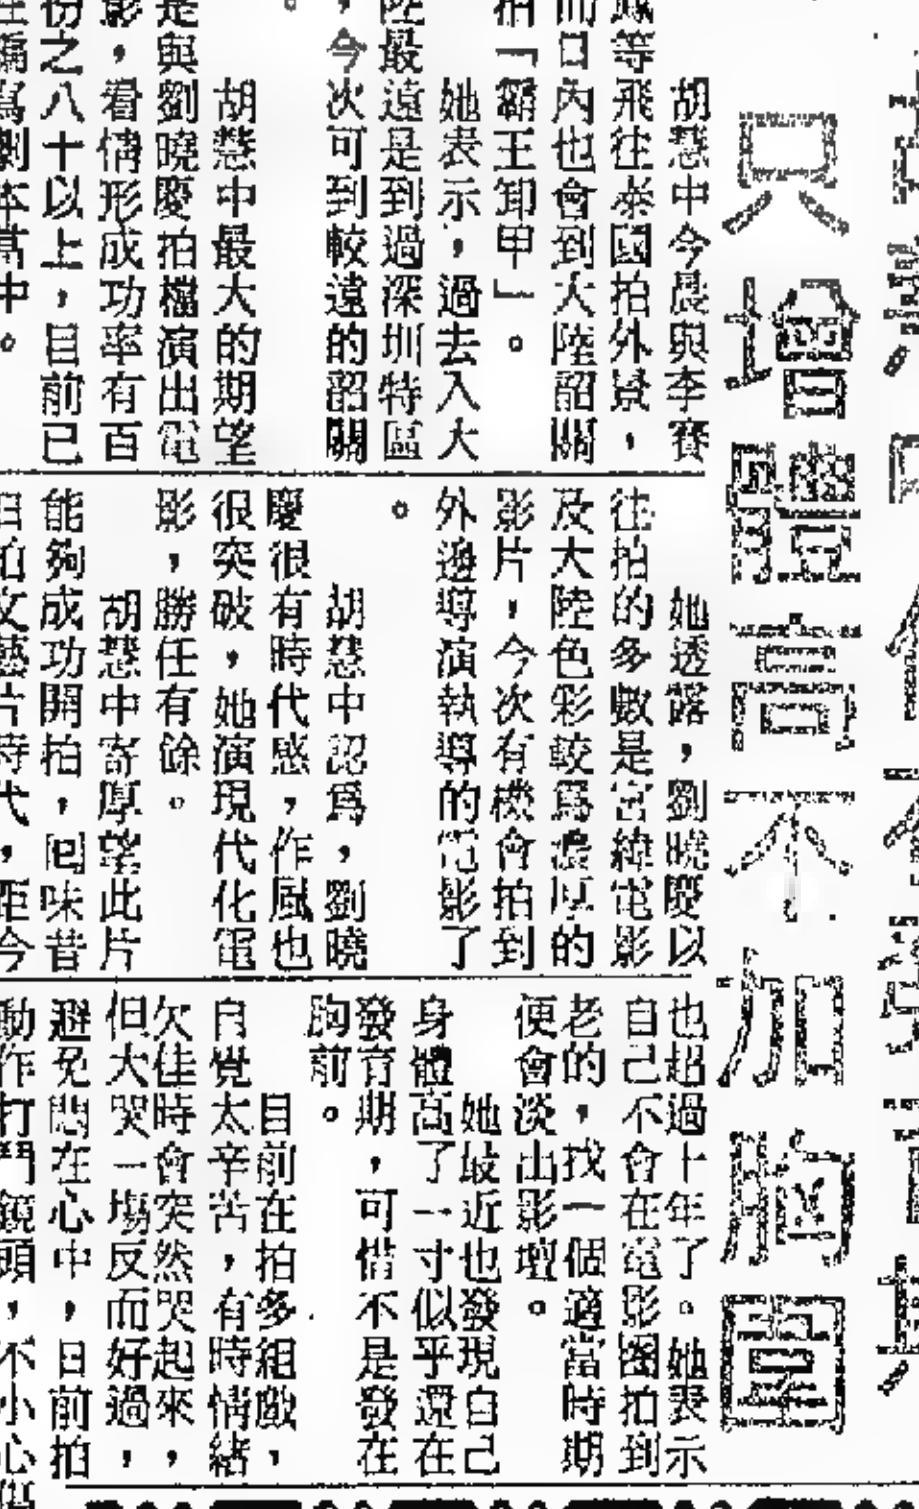 只增體高不加胸圍
胡慧中今晨與李賽
鳳等飛往泰國拍外景，
而日內也會到大陸韶關
拍「霸王卸甲」。
她表示，過去入大
陸最遠是到過深圳特區
，今次可到較遠的韶關
。
胡慧中最大的期望
是與劉曉慶拍檔演出電
影，看情形成功率有百
份之八十以上，目前已
在編寫劇本當中。
她透露，劉曉慶以
往拍的多數是宮緯電影
及大陸色彩較為濃厚的
影片，今次有機會拍到
外邊導演執導的電影了
。
胡慧中認爲，劉曉
慶很有時代感，作風也
很突破，她演現代化電
影，勝任有餘。
胡慧中寄厚望此片
能夠成功開拍，回味昔
日拍文藝片時代，距今
也超過十年了。她表示
自己不會在電影圈拍到
老的，找一個適當時期
便會淡出影壇。
她最近也發現自己
身體高了一寸似乎還在
發育期，可惜不是發在
胸前。
目前在拍多組戲，
自覺太辛苦，有時情緒
欠佳時會突然哭起來，
但大哭一場反而好過，
避免悶在心中，日前拍
動作打鬥鏡頭，不小心